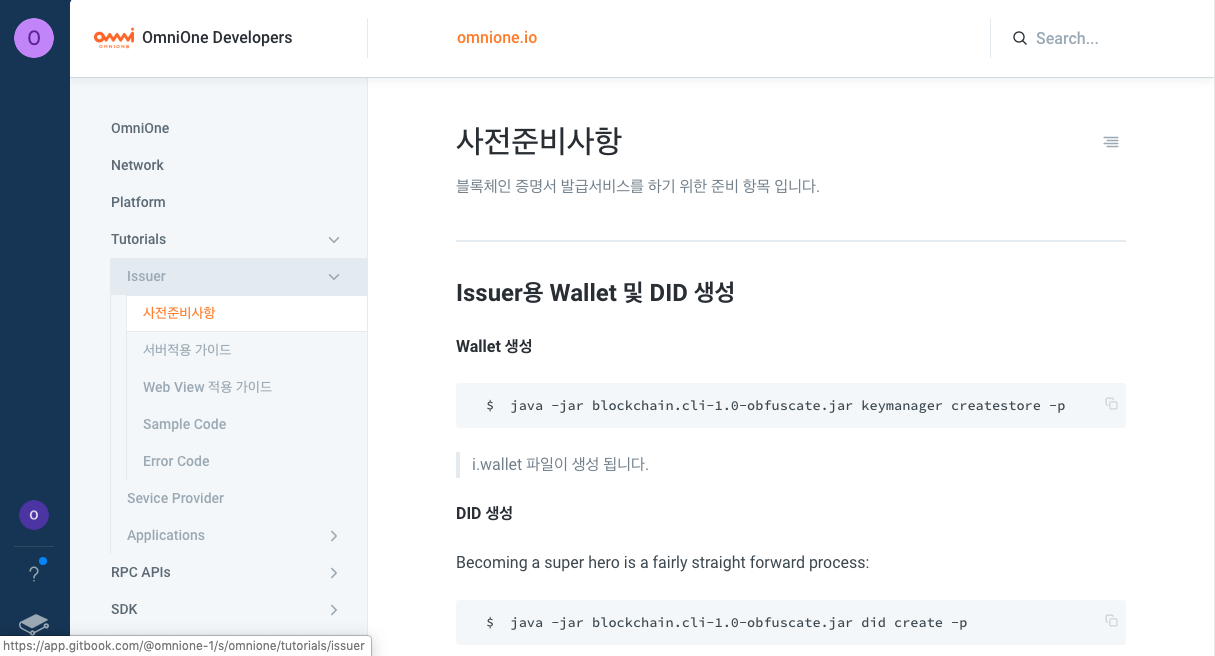 O
OMNIONE
OmniOne Developers
omnione.io
Search...
OmniOne
Network
Platform
Tutorials
Issuer
사전준비사항
서버적용 가이드
Web View 적용 가이드
Sample Code
Error Code
Sevice Provider
Applications
RPC APIs
SDK
O
?
https://app.gitbook.com/@omnione-1/s/omnione/tutorials/issuer
사전준비사항
블록체인 증명서 발급서비스를 하기 위한 준비 항목 입니다.
Issuer용 Wallet 및 DID 생성
Wallet 생성
$ java -jar blockchain.cli-1.0-obfuscate.jar keymanager createstore -p
i.wallet 파일이 생성 됩니다.
DID 생성
Becoming a super hero is a fairly straight forward process:
$ java -jar blockchain.cli-1.0-obfuscate.jar did create -p